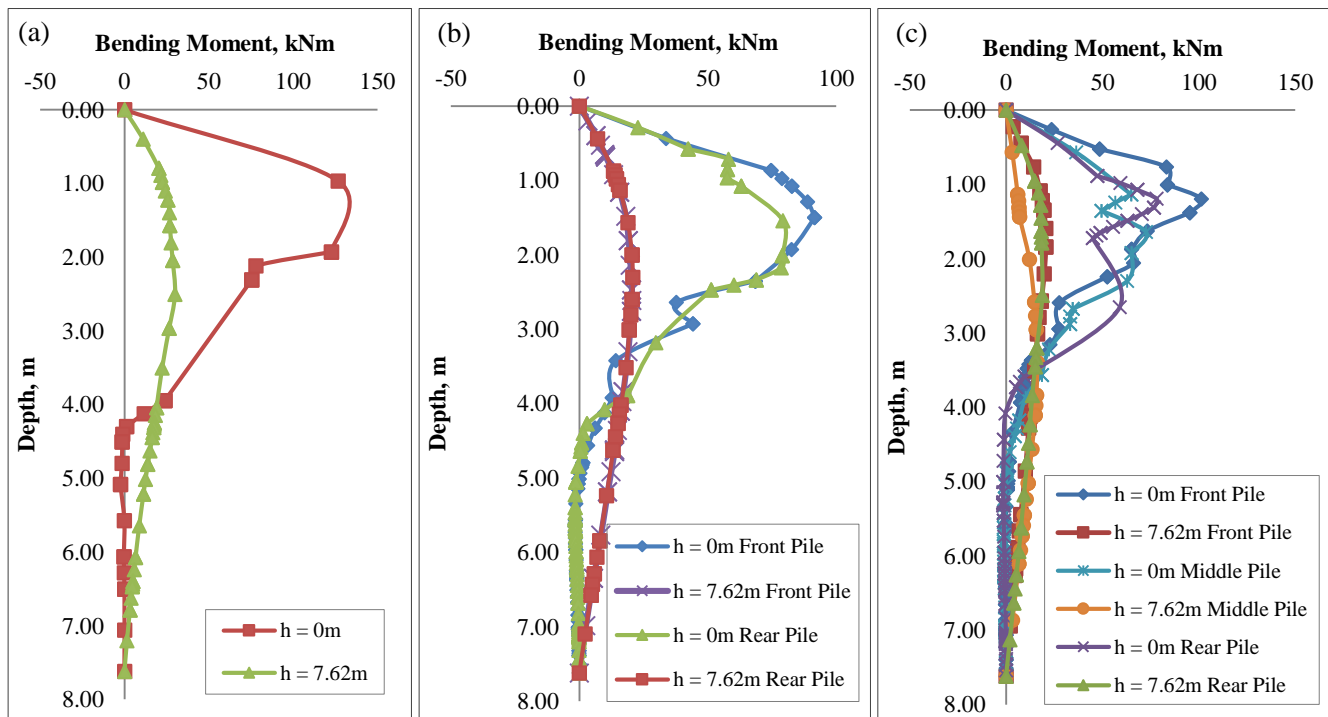 (a)
Bending Moment, kNm
-50 0 50 100 150
0.00
1.00
2.00
3.00
4.00
5.00
6.00
7.00
8.00
Depth, m
h = 0m
h = 7.62m
(b)
Bending Moment, kNm
-50 0 50 100
0.00
1.00
2.00
3.00
4.00
5.00
6.00
7.00
8.00
Depth, m
h = 0m Front Pile
h = 7.62m Front Pile
h = 0m Rear Pile
h = 7.62m Rear Pile
(c)
Bending Moment, kNm
-50 0 50 100 150
0.00
1.00
2.00
3.00
4.00
5.00
6.00
7.00
8.00
Depth, m
h = 0m Front Pile
h = 7.62m Front Pile
h = 0m Middle Pile
h = 7.62m Middle Pile
h = 0m Rear Pile
h = 7.62m Rear Pile